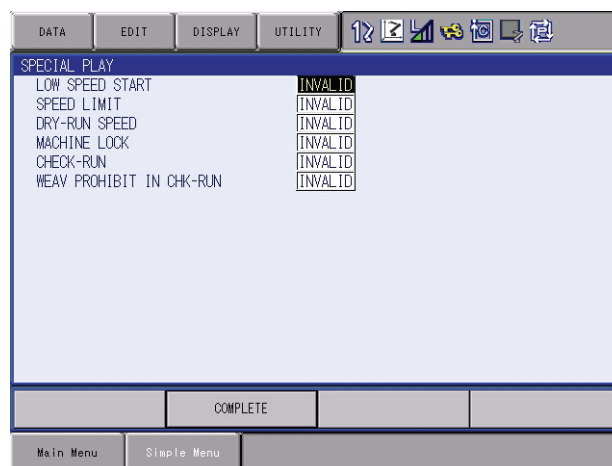 DATA EDIT DISPLAY UTILITY
SPECIAL PLAY
LOW SPEED START INVALID
SPEED LIMIT INVALID
DRY-RUN SPEED INVALID
MACHINE LOCK INVALID
CHECK-RUN INVALID
WEAV PROHIBIT IN CHK-RUN INVALID
COMPLETE
Main Menu Simple Menu